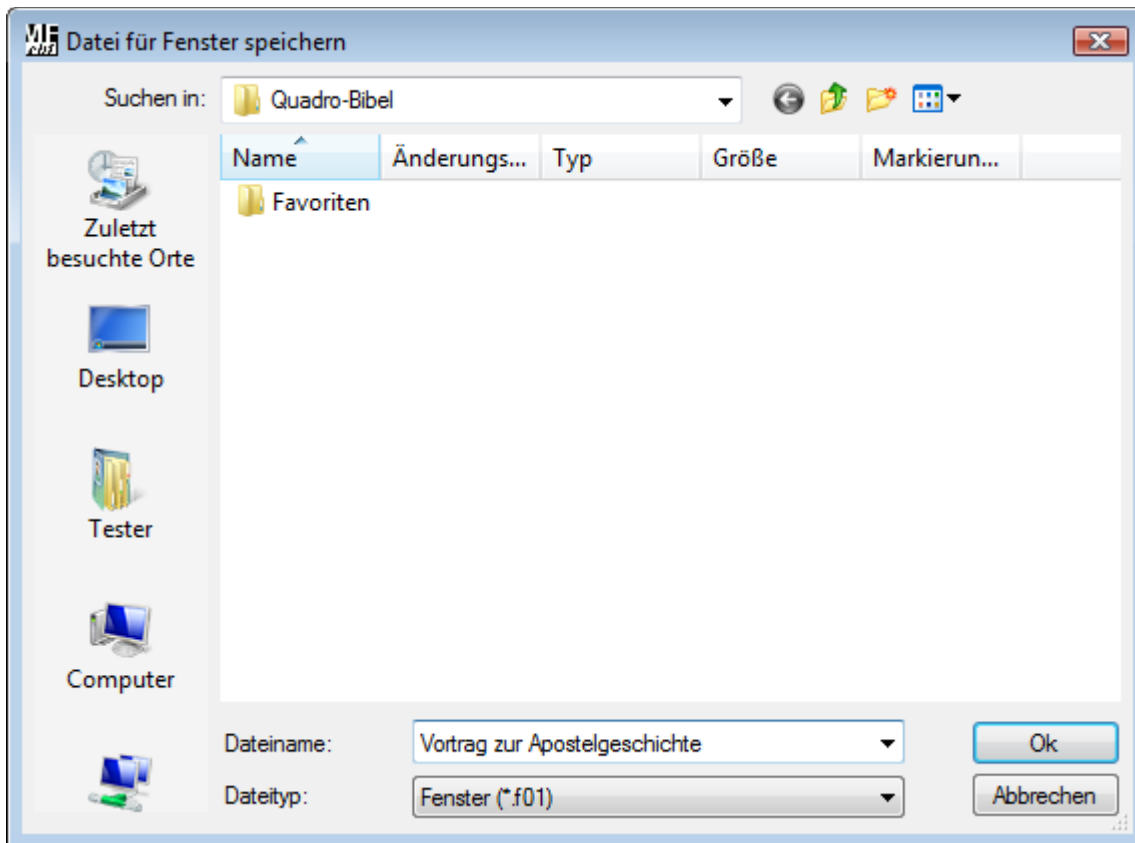 Datei für Fenster speichern
Suchen in: Quadro-Bibel
Name Änderungs... Typ Größe Markierun...
Favoriten
Zuletzt
besuchte Orte
Desktop
Tester
Computer
Dateiname: Vortrag zur Apostelgeschichte Ok
Dateityp: Fenster (*.f01) Abbrechen